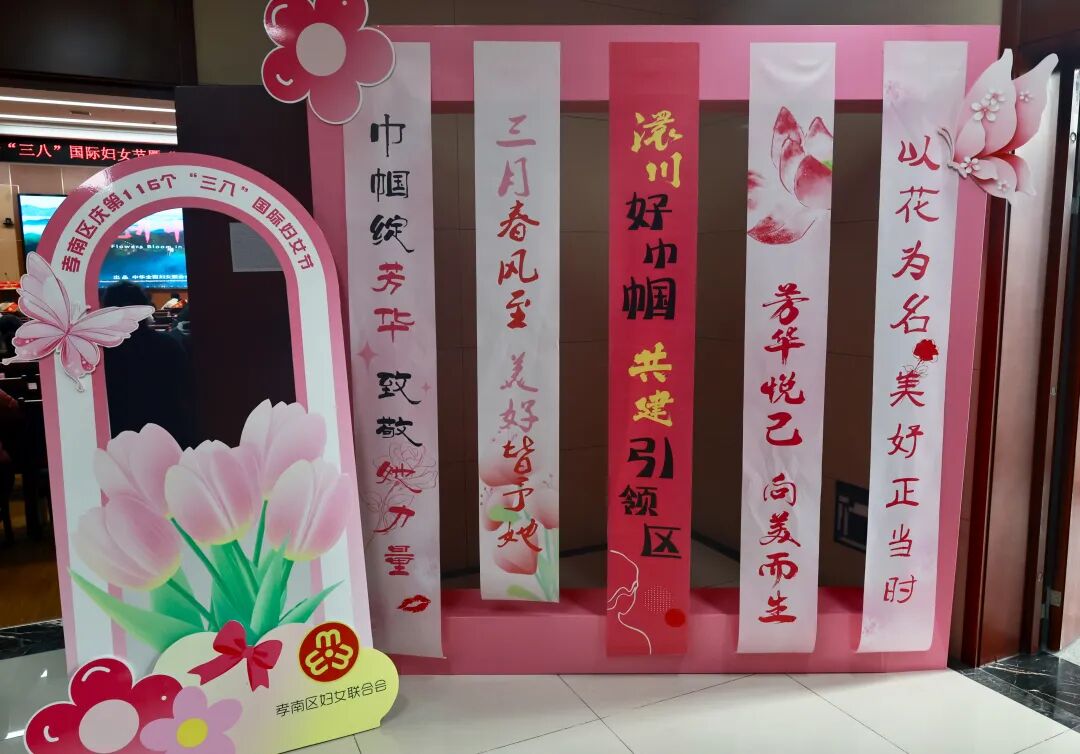 “三八”国际妇女节
孝南区庆第116个“三八”国际妇女节
Flowers Bloom in
巾帼绽芳华 致敬她力量
三月春风至 美好皆予她
澴川好巾帼 共建引领区
芳华悦己 向美而生
以花为名 美好正当时
孝南区妇女联合会